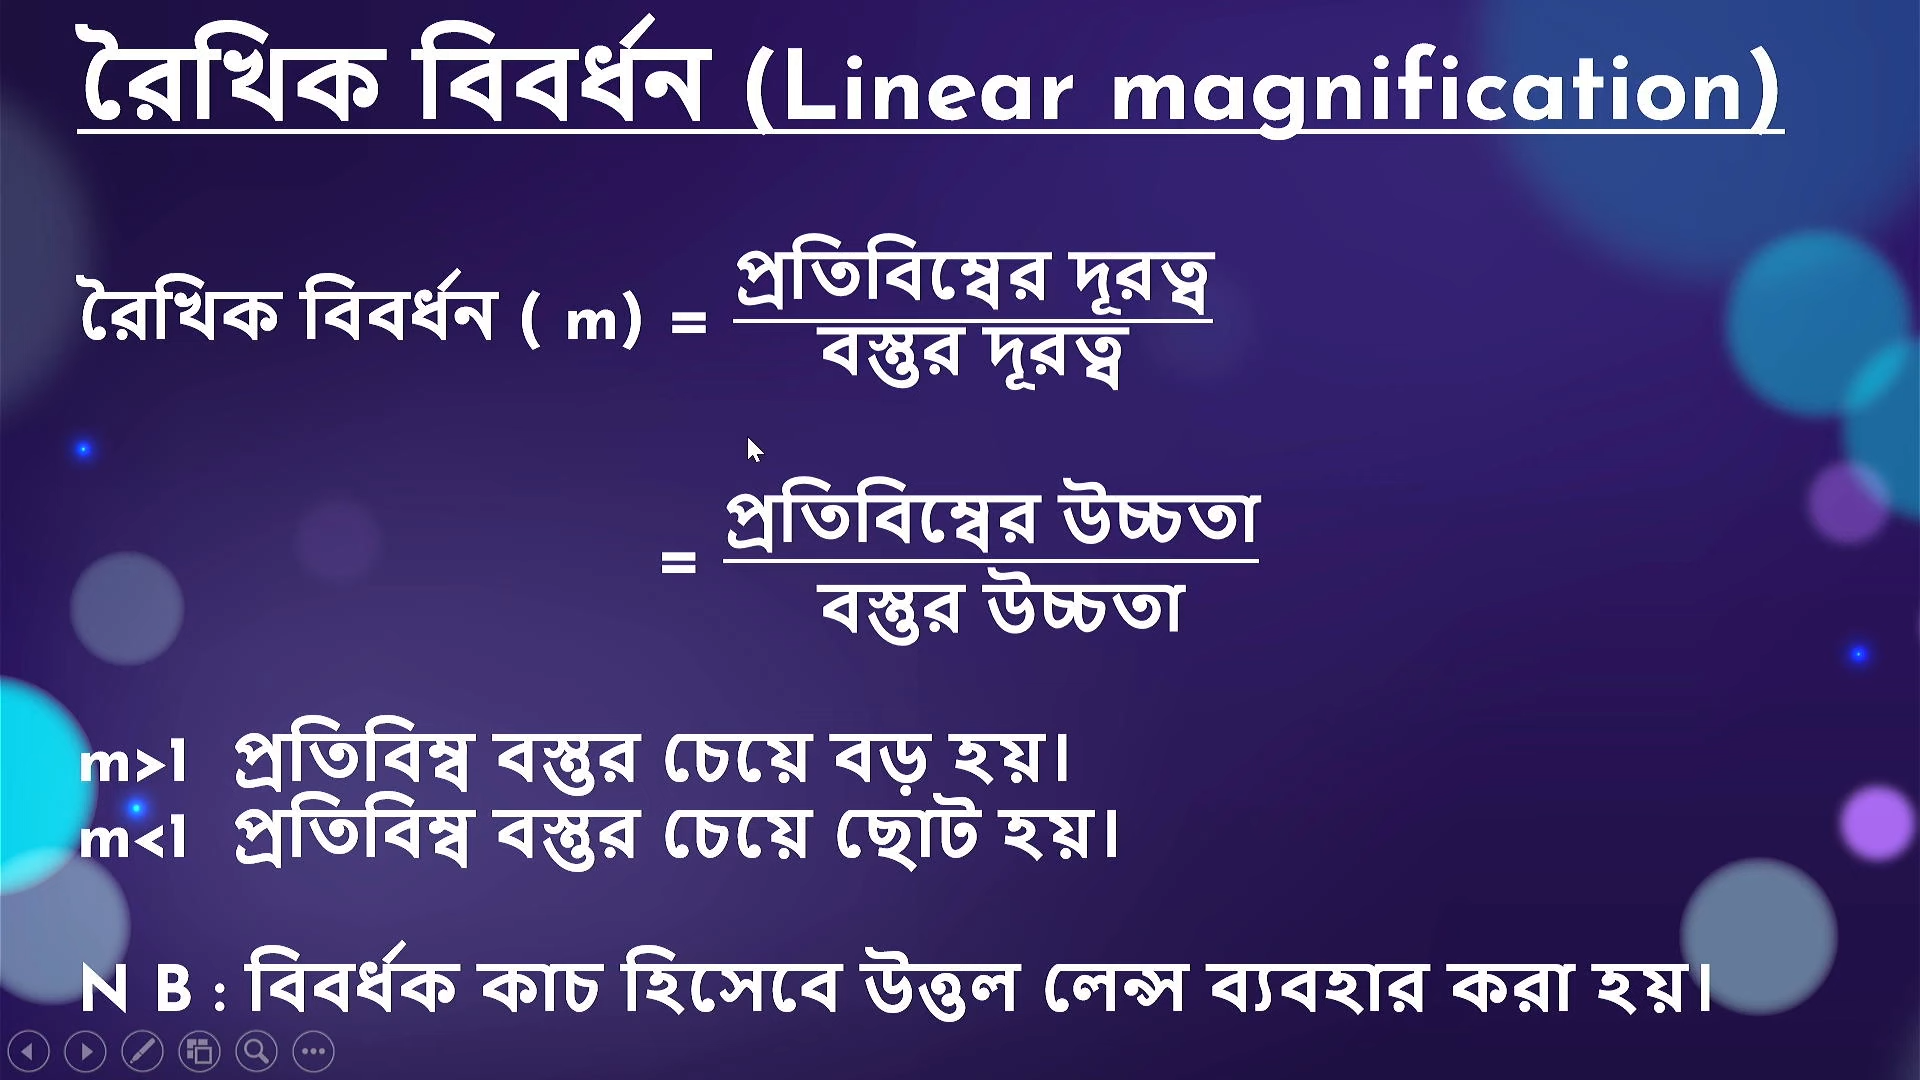 রৈখিক বিবর্ধন (Linear magnification)
রৈখিক বিবর্ধন ( m) = প্রতিবিম্বের দূরত্ব
বস্তুর দূরত্ব
= প্রতিবিম্বের উচ্চতা
বস্তুর উচ্চতা
m>1 প্রতিবিম্ব বস্তুর চেয়ে বড় হয়।
m<1 প্রতিবিম্ব বস্তুর চেয়ে ছোট হয়।
N B : বিবর্ধক কাচ হিসেবে উত্তল লেন্স ব্যবহার করা হয়।